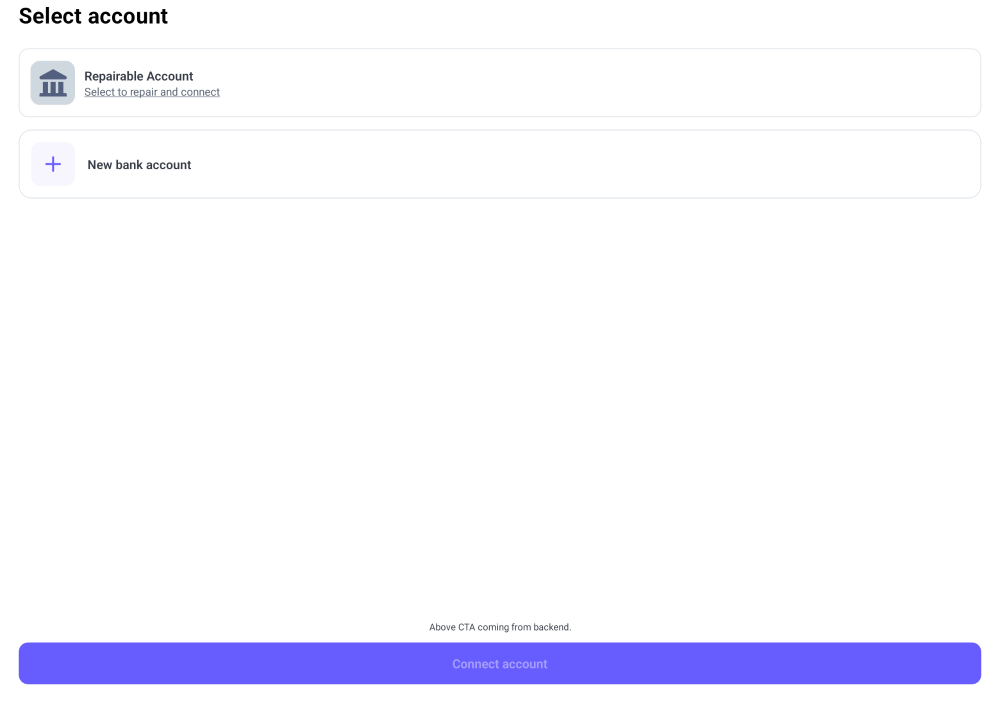 Select account
Repairable Account
Select to repair and connect
New bank account
Above CTA coming from backend.
Connect account